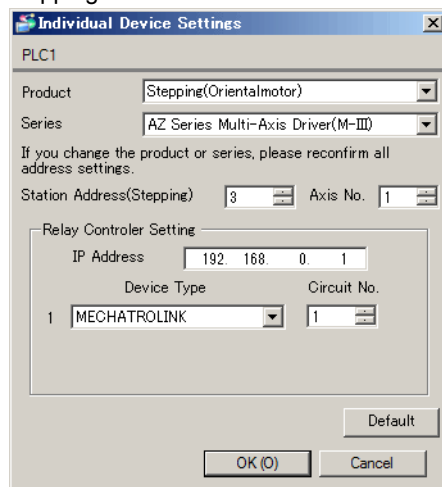 Individual Device Settings
PLC1
Product Stepping(Orientalmotor)
Series AZ Series Multi-Axis Driver(M-III)
If you change the product or series, please reconfirm all
address settings.
Station Address(Stepping) 3 Axis No. 1
Relay Controler Setting
IP Address 192. 168. 0. 1
Device Type Circuit No.
1 MECHATROLINK 1
Default
OK (O) Cancel